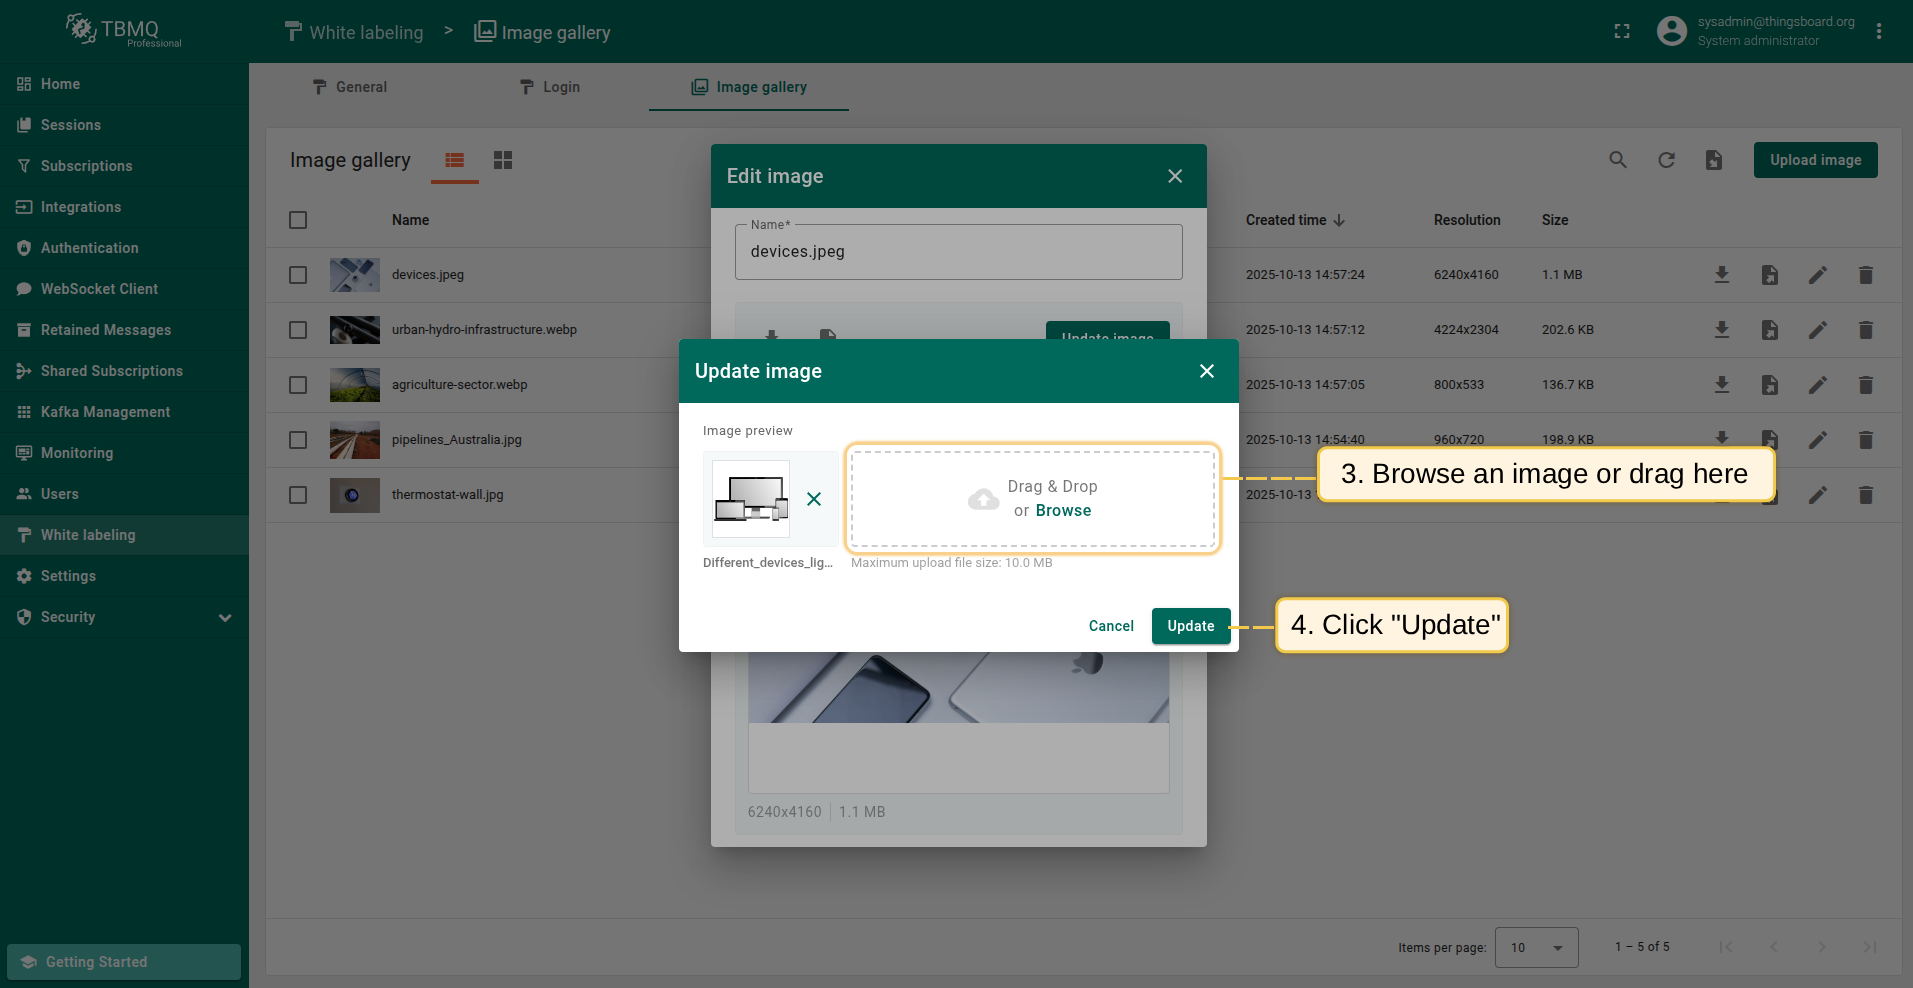 TBMQ
Professional
White labeling > Image gallery
sysadmin@thingsboard.org
System administrator
Home
Sessions
Subscriptions
Integrations
Authentication
WebSocket Client
Retained Messages
Shared Subscriptions
Kafka Management
Monitoring
Users
White labeling
Settings
Security
Getting Started
General
Login
Image gallery
Image gallery
Upload image
Name
Created time
Resolution
Size
devices.jpeg
2025-10-13 14:57:24
6240x4160
1.1 MB
urban-hydro-infrastructure.webp
2025-10-13 14:57:12
4224x2304
202.6 KB
agriculture-sector.webp
2025-10-13 14:57:05
800x533
136.7 KB
pipelines_Australia.jpg
2025-10-13 14:54:40
960x720
198.9 KB
thermostat-wall.jpg
2025-10-13
Edit image
Name*
devices.jpeg
Update image
Update image
Image preview
Drag & Drop
or Browse
Different_devices_lig...
Maximum upload file size: 10.0 MB
Cancel
Update
3. Browse an image or drag here
4. Click "Update"
6240x4160
1.1 MB
Items per page:
10
1 – 5 of 5